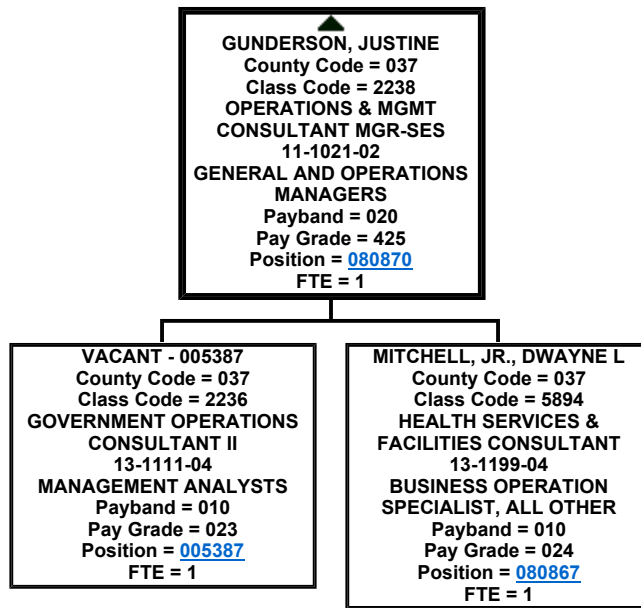 GUNDERSON, JUSTINE
County Code = 037
Class Code = 2238
OPERATIONS & MGMT
CONSULTANT MGR-SES
11-1021-02
GENERAL AND OPERATIONS
MANAGERS
Payband = 020
Pay Grade = 425
Position = 080870
FTE = 1
VACANT - 005387
County Code = 037
Class Code = 2236
GOVERNMENT OPERATIONS
CONSULTANT II
13-1111-04
MANAGEMENT ANALYSTS
Payband = 010
Pay Grade = 023
Position = 005387
FTE = 1
MITCHELL, JR., DWAYNE L
County Code = 037
Class Code = 5894
HEALTH SERVICES &
FACILITIES CONSULTANT
13-1199-04
BUSINESS OPERATION
SPECIALIST, ALL OTHER
Payband = 010
Pay Grade = 024
Position = 080867
FTE = 1